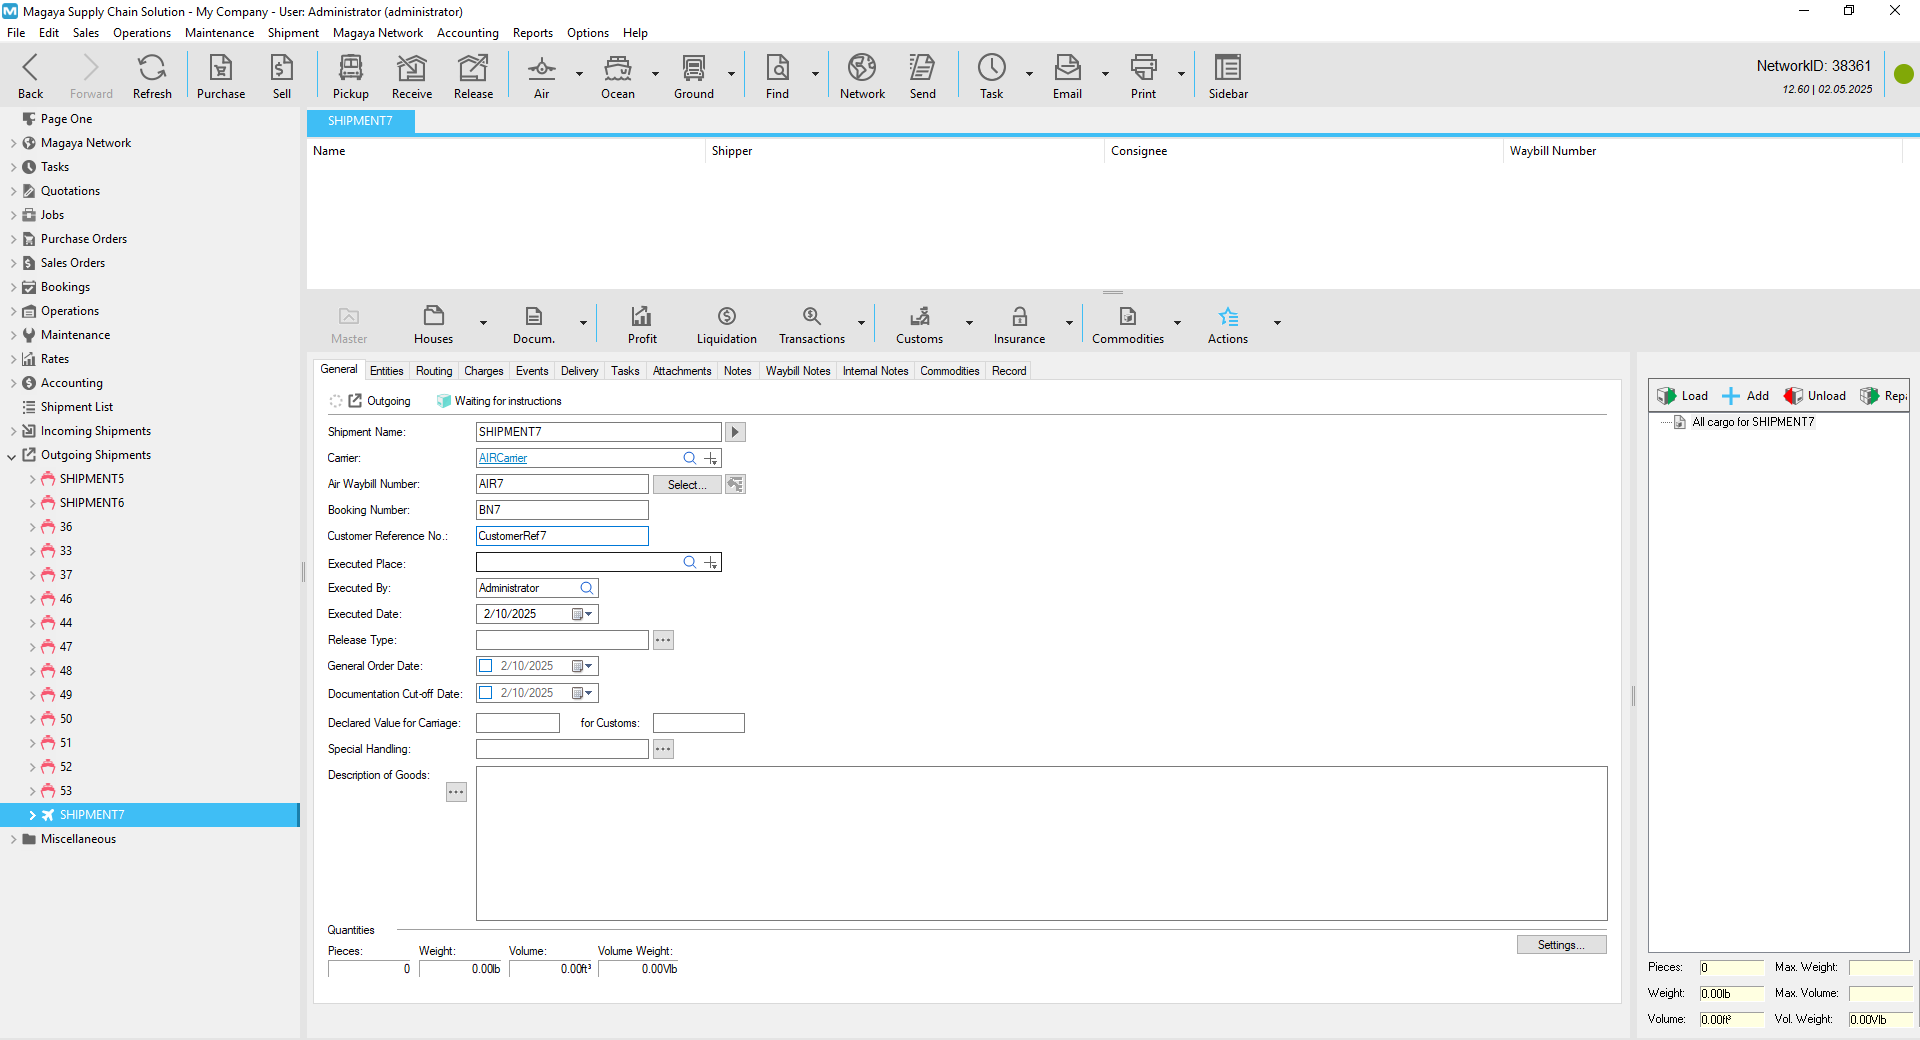 Magaya Supply Chain Solution - My Company - User: Administrator (administrator)
File Edit Sales Operations Maintenance Shipment Magaya Network Accounting Reports Options Help
Back Forward Refresh Purchase Sell Pickup Receive Release Air Ocean Ground Find Network Send Task Email Print Sidebar
NetworkID: 38361
12.60 | 02.05.2025
Page One
Magaya Network
Tasks
Quotations
Jobs
Purchase Orders
Sales Orders
Bookings
Operations
Maintenance
Rates
Accounting
Shipment List
Incoming Shipments
Outgoing Shipments
SHIPMENT5
SHIPMENT6
36
33
37
46
44
47
48
49
50
51
52
53
SHIPMENT7
Miscellaneous
SHIPMENT7
Name Shipper Consignee Waybill Number
Master Houses Docum. Profit Liquidation Transactions Customs Insurance Commodities Actions
General Entities Routing Charges Events Delivery Tasks Attachments Notes Waybill Notes Internal Notes Commodities Record
Outgoing Waiting for instructions
Shipment Name: SHIPMENT7
Carrier: AIRCarrier
Air Waybill Number: AIR7 Select...
Booking Number: BN7
Customer Reference No.: CustomerRef7
Executed Place:
Executed By: Administrator
Executed Date: 2/10/2025
Release Type:
General Order Date: 2/10/2025
Documentation Cut-off Date: 2/10/2025
Declared Value for Carriage: for Customs:
Special Handling:
Description of Goods:
Quantities
Settings...
Pieces: Weight: Volume: Volume Weight:
0 0.00lb 0.00ft³ 0.00Vlb
Load Add Unload Repa
All cargo for SHIPMENT7
Pieces: 0 Max. Weight:
Weight: 0.00lb Max. Volume:
Volume: 0.00ft³ Vol. Weight: 0.00Vlb